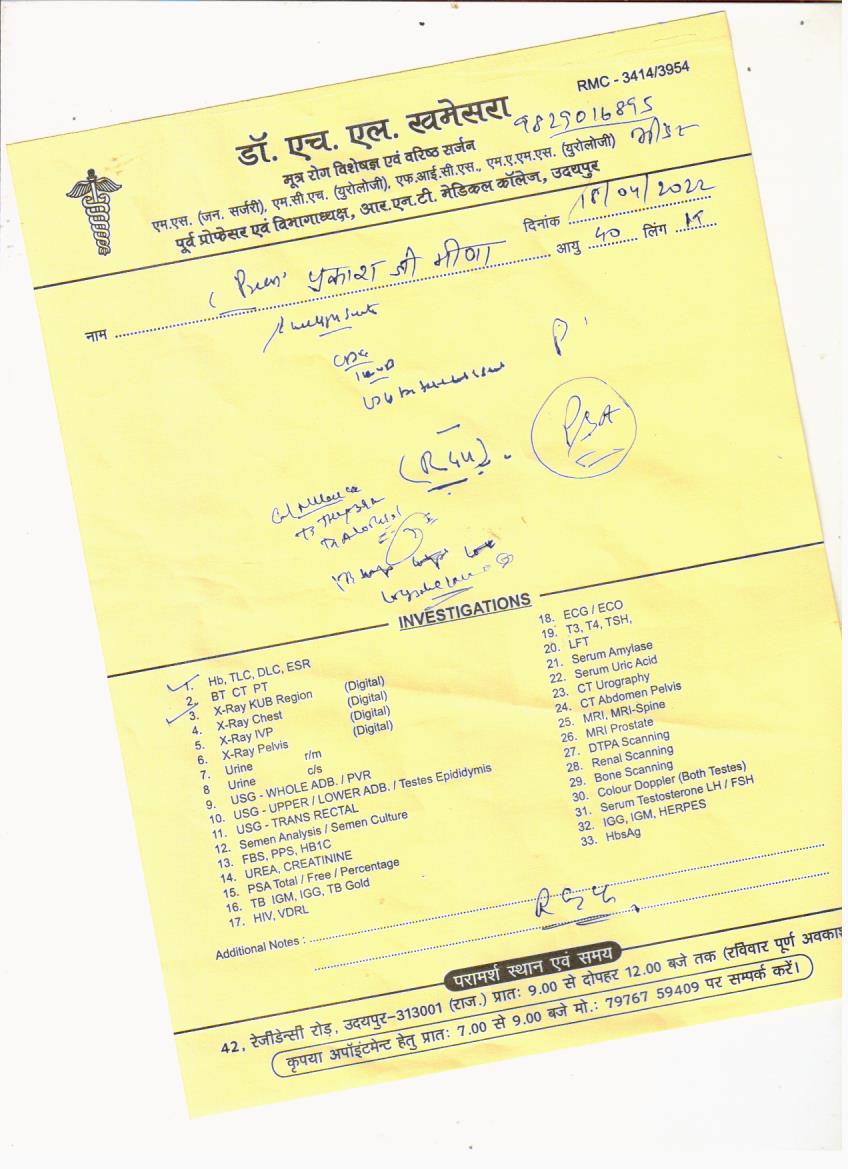 RMC - 3414/3954
डॉ. एच. एल. खमेसरा
9829016895
मूत्र रोग विशेषज्ञ एवं वरिष्ठ सर्जन
एम.एस. (जन. सर्जरी), एम.सी.एच. (युरोलोजी), एफ.आई.सी.एस., एम.ए.एम.एस. (युरोलोजी)
पूर्व प्रोफेसर एवं विभागाध्यक्ष, आर.एन.टी. मेडिकल कॉलेज, उदयपुर
दिनांक 18/04/2022
नाम प्रकाश जी मीणा आयु 40 लिंग M
PSA
INVESTIGATIONS
1. Hb, TLC, DLC, ESR
2. BT CT PT
3. X-Ray KUB Region (Digital)
4. X-Ray Chest (Digital)
5. X-Ray IVP (Digital)
6. X-Ray Pelvis (Digital)
7. Urine r/m
8 Urine c/s
9. USG - WHOLE ADB. / PVR
10. USG - UPPER / LOWER ADB. / Testes Epididymis
11. USG - TRANS RECTAL
12. Semen Analysis / Semen Culture
13. FBS, PPS, HB1C
14. UREA, CREATININE
15. PSA Total / Free / Percentage
16. TB IGM, IGG, TB Gold
17. HIV, VDRL
18. ECG / ECO
19. T3, T4, TSH,
20. LFT
21. Serum Amylase
22. Serum Uric Acid
23. CT Urography
24. CT Abdomen Pelvis
25. MRI, MRI-Spine
26. MRI Prostate
27. DTPA Scanning
28. Renal Scanning
29. Bone Scanning
30. Colour Doppler (Both Testes)
31. Serum Testosterone LH / FSH
32. IGG, IGM, HERPES
33. HbsAg
Additional Notes :
परामर्श स्थान एवं समय
42, रेजीडेन्सी रोड़, उदयपुर-313001 (राज.) प्रातः 9.00 से दोपहर 12.00 बजे तक (रविवार पूर्ण अवकाश
कृपया अपॉइंटमेन्ट हेतु प्रातः 7.00 से 9.00 बजे मो.: 79767 59409 पर सम्पर्क करें।